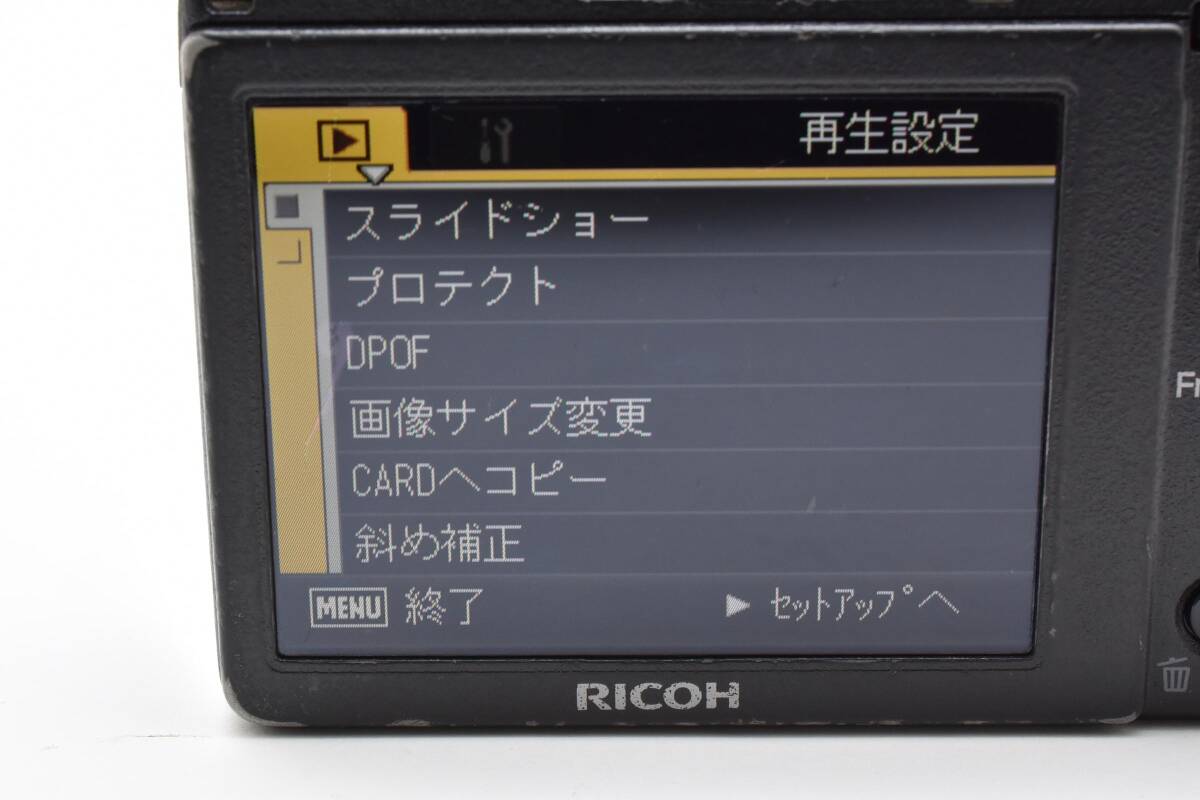 再生設定
スライドショー
プロテクト
DPOF
画像サイズ変更
CARDへコピー
斜め補正
MENU 終了 ▶ セットアップへ
RICOH